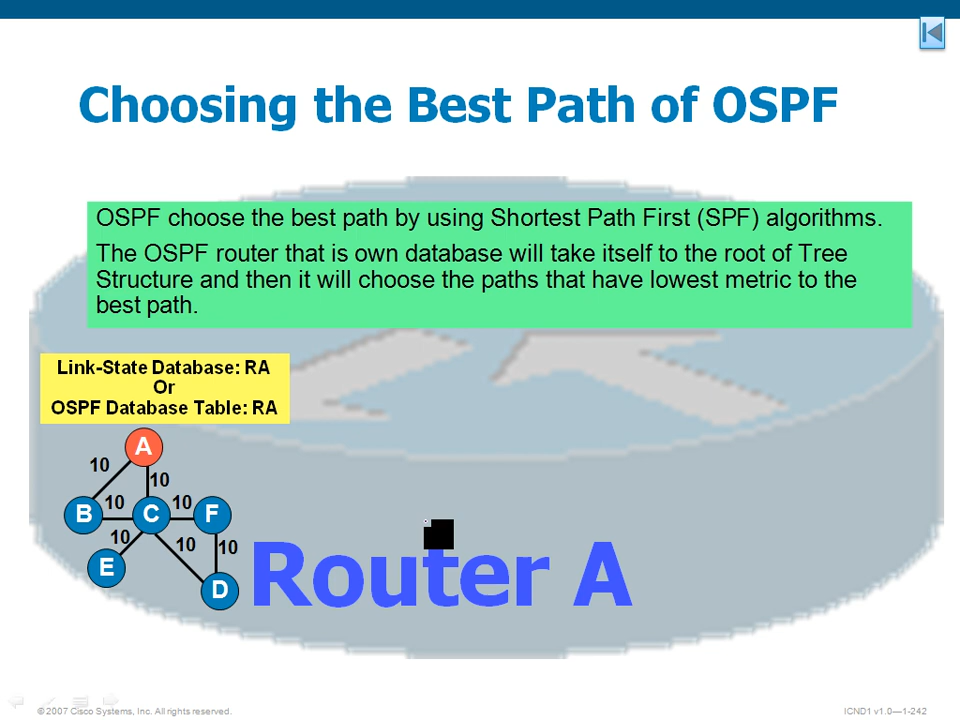 Choosing the Best Path of OSPF
OSPF choose the best path by using Shortest Path First (SPF) algorithms.
The OSPF router that is own database will take itself to the root of Tree
Structure and then it will choose the paths that have lowest metric to the
best path.
Link-State Database: RA
Or
OSPF Database Table: RA
A
10
10
B
10
C
10
F
10
10
10
E
D
Router A
©2007 Cisco Systems, Inc. All rights reserved.
ICND1 v1.0—1-242